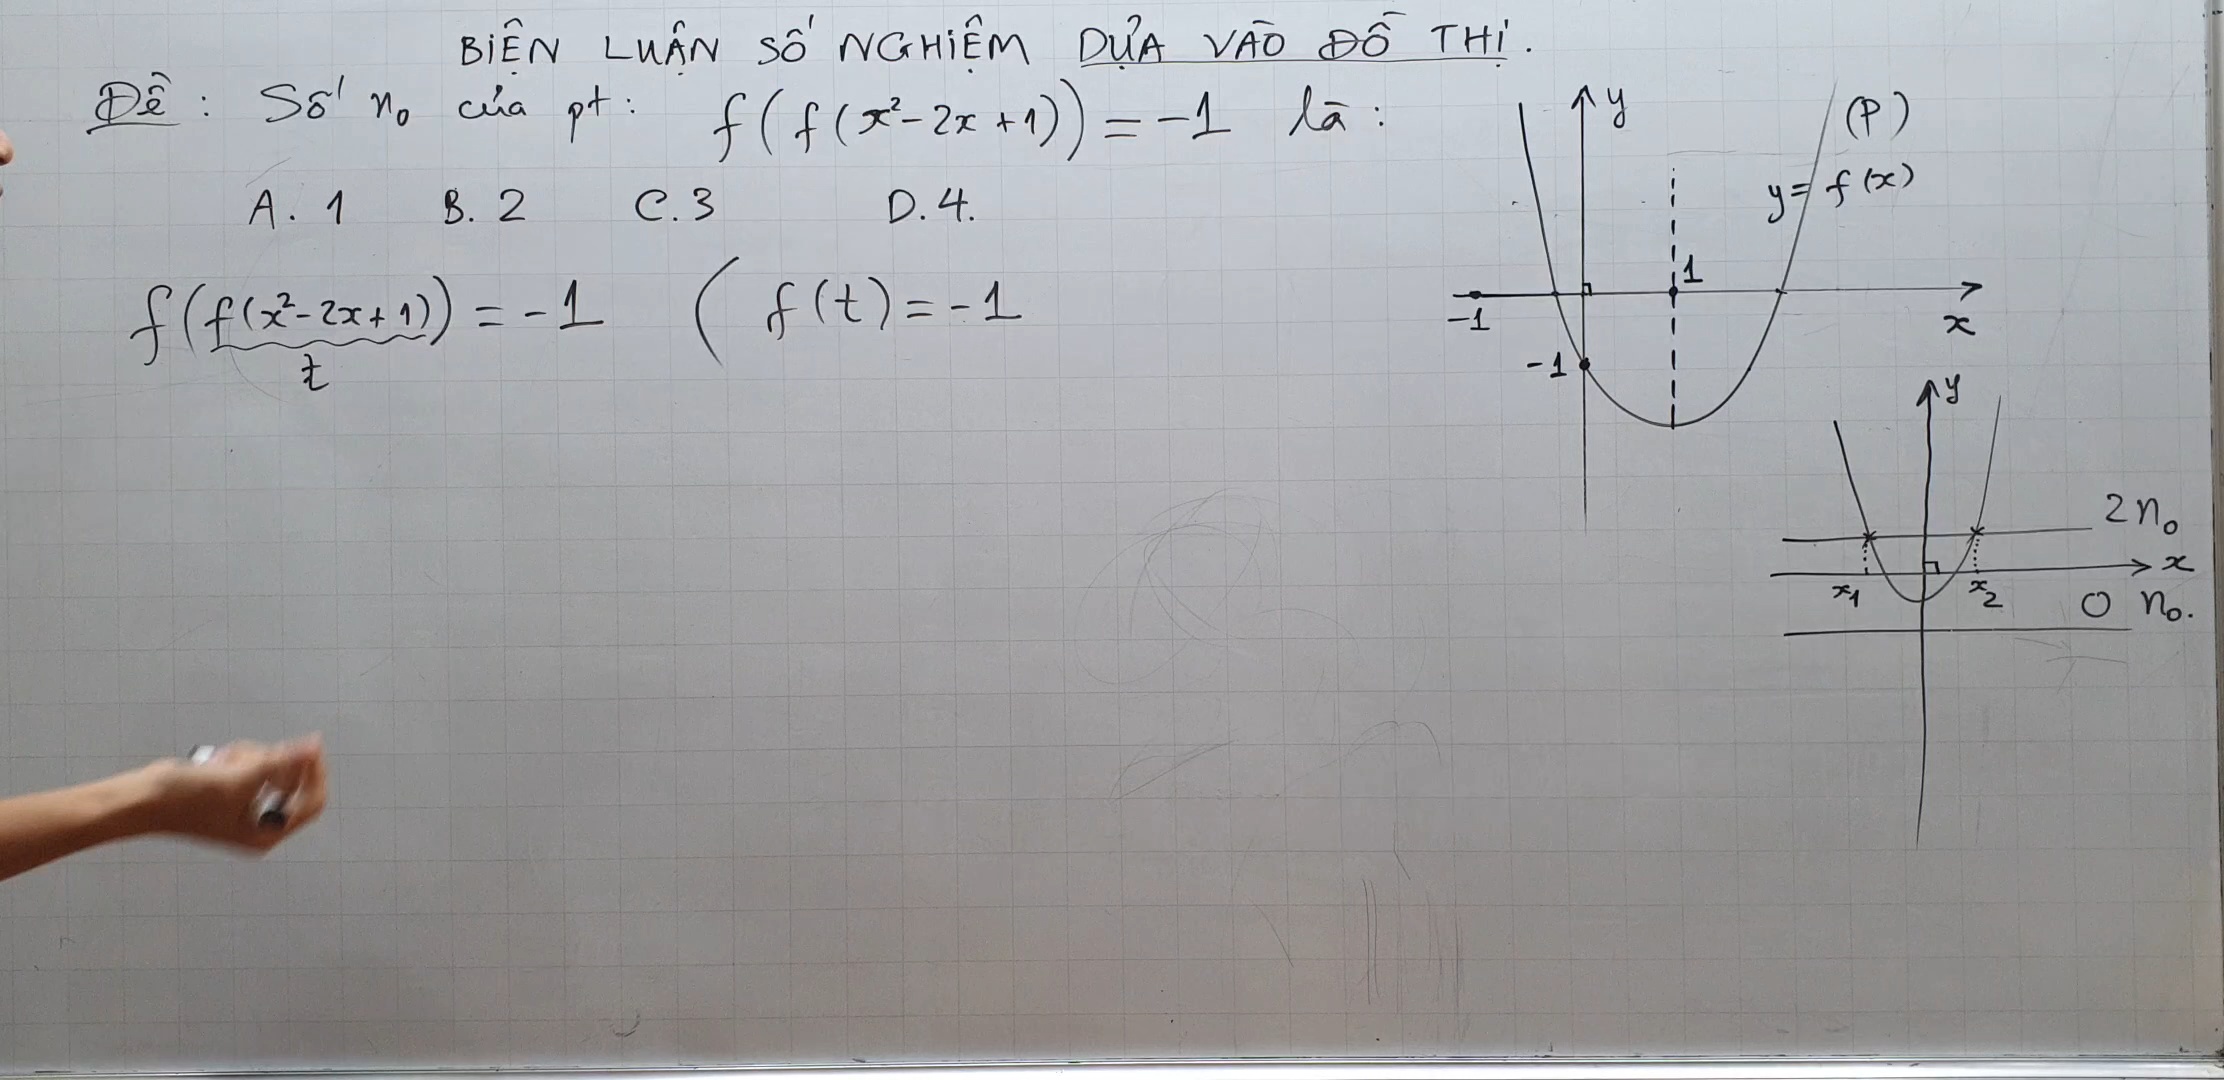 BIỆN LUẬN SỐ NGHIỆM DỰA VÀO ĐỒ THỊ.
Đề: Số n₀ của pt: f(f(x²-2x+1))=-1 là:
A. 1 B. 2 C. 3 D. 4.
f(f(x²-2x+1))=-1 ( f(t)=-1
t
y
(P)
y=f(x)
1
-1
x
-1
y
2n₀
x
x₁ x₂ 0 n₀.